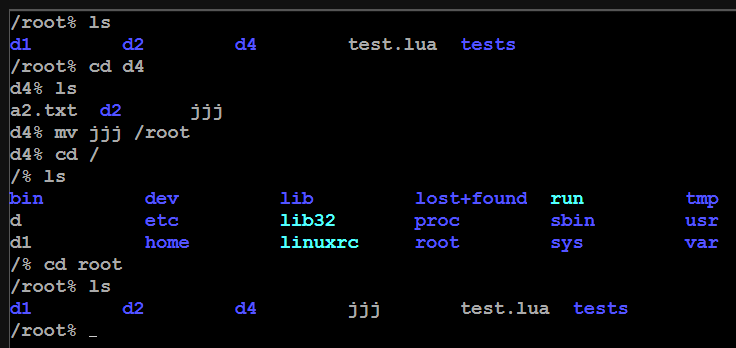 /root% ls
d1        d2        d4        test.lua  tests
/root% cd d4
d4% ls
a2.txt  d2      jjj
d4% mv jjj /root
d4% cd /
/% ls
bin         dev         lib         lost+found  run         tmp
d           etc         lib32       proc        sbin        usr
d1          home        linuxrc     root        sys         var
/% cd root
/root% ls
d1        d2        d4        jjj       test.lua  tests
/root% _